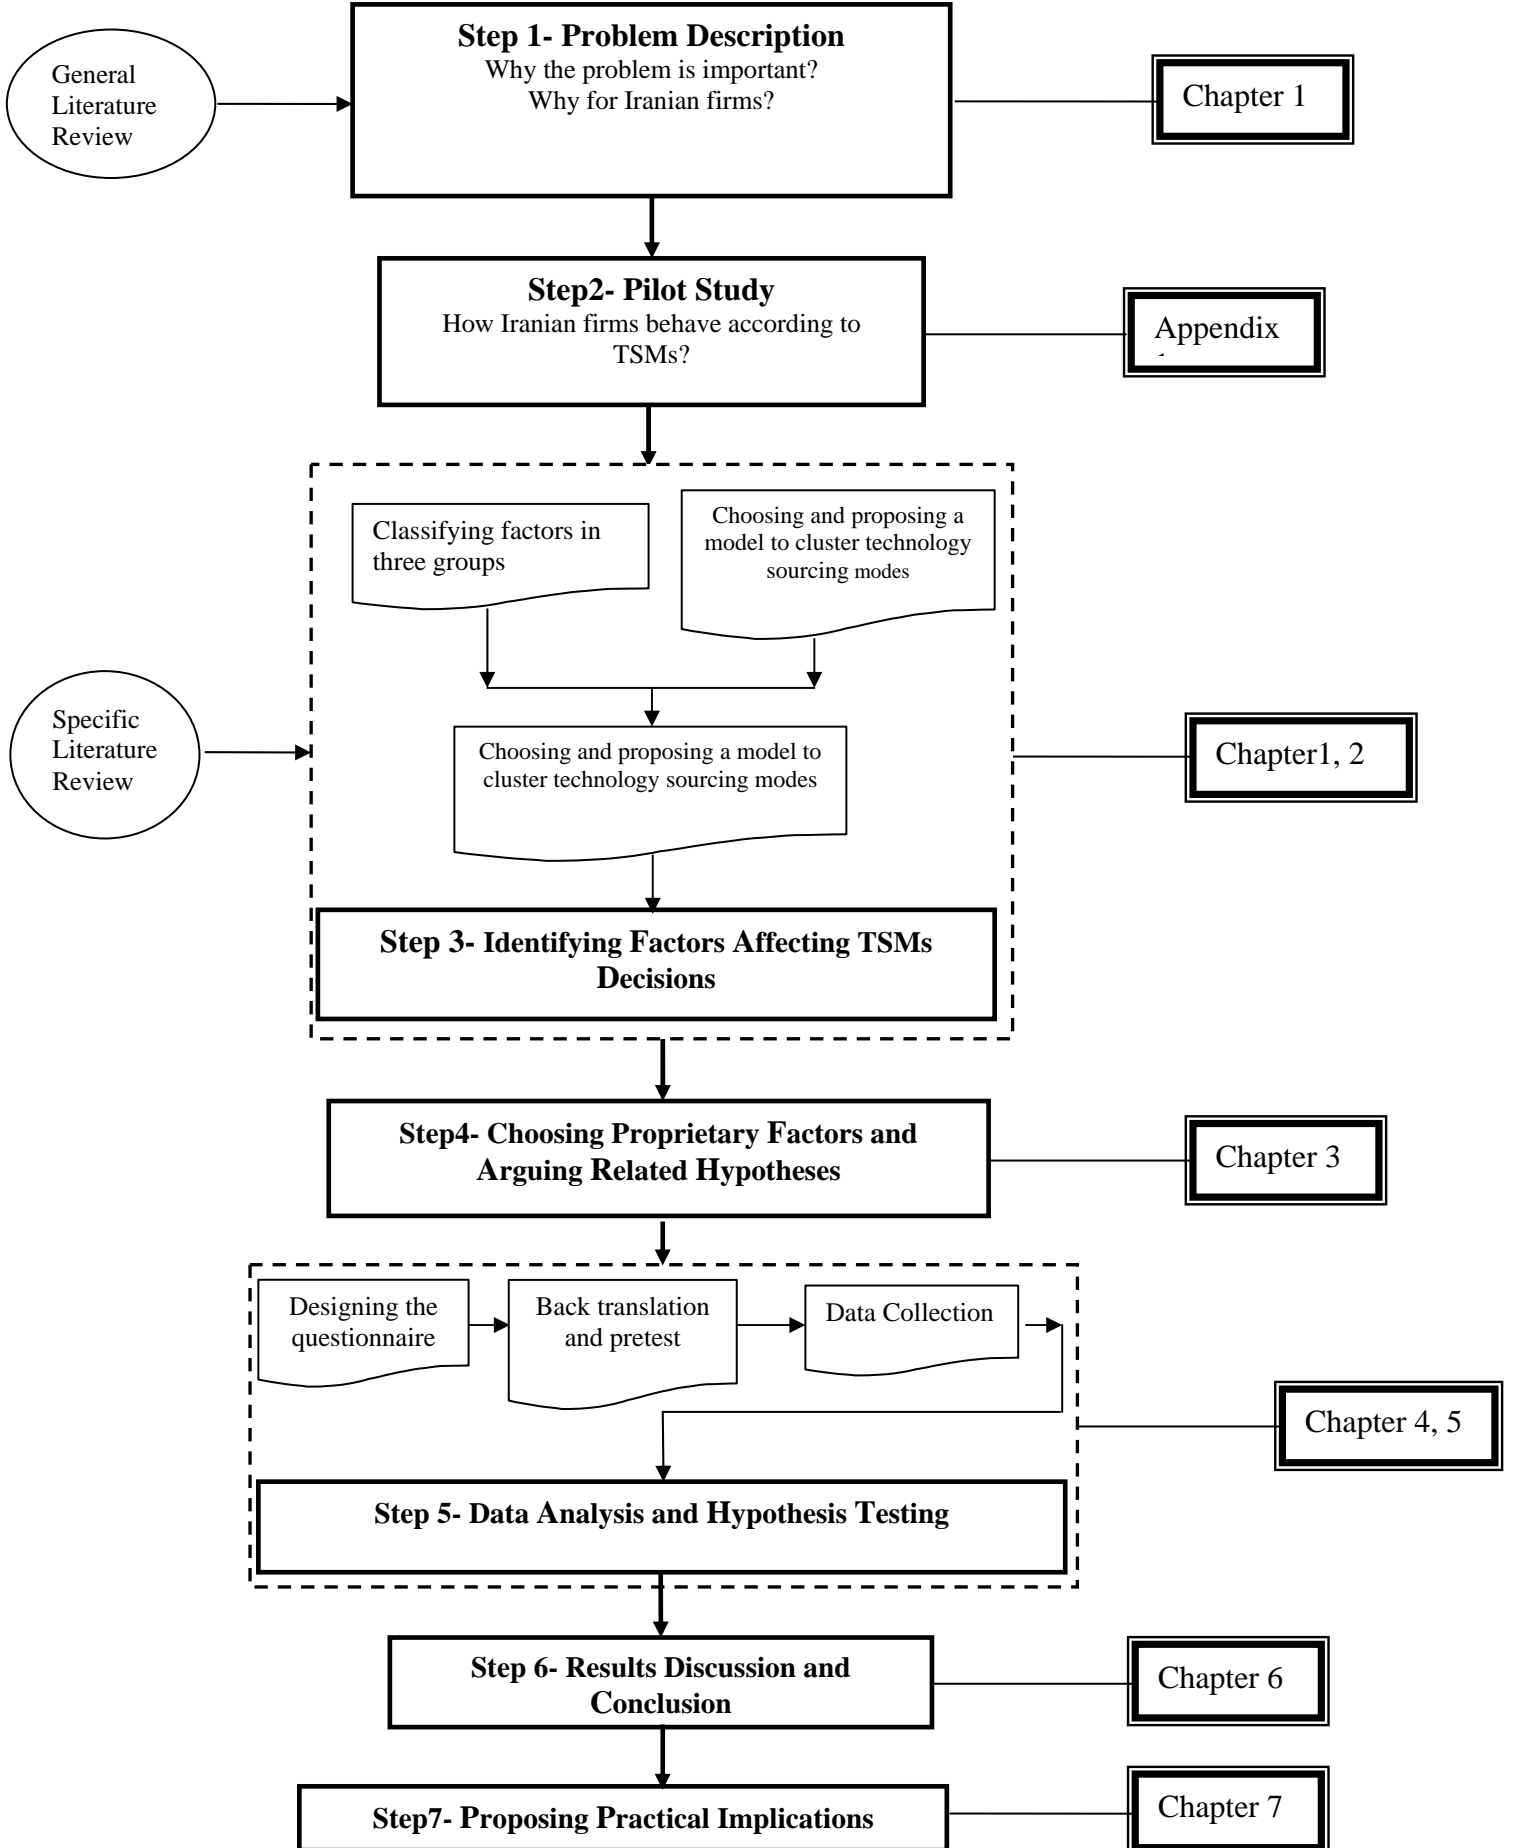 Step 1- Problem Description
Why the problem is important?
Why for Iranian firms?
General
Literature
Review
Chapter 1
Step2- Pilot Study
How Iranian firms behave according to
TSMs?
Appendix
Classifying factors in
three groups
Choosing and proposing a
model to cluster technology
sourcing modes
Specific
Literature
Review
Choosing and proposing a model to
cluster technology sourcing modes
Chapter1, 2
Step 3- Identifying Factors Affecting TSMs
Decisions
Step4- Choosing Proprietary Factors and
Arguing Related Hypotheses
Chapter 3
Designing the
questionnaire
Back translation
and pretest
Data Collection
Chapter 4, 5
Step 5- Data Analysis and Hypothesis Testing
Step 6- Results Discussion and
Conclusion
Chapter 6
Step7- Proposing Practical Implications
Chapter 7